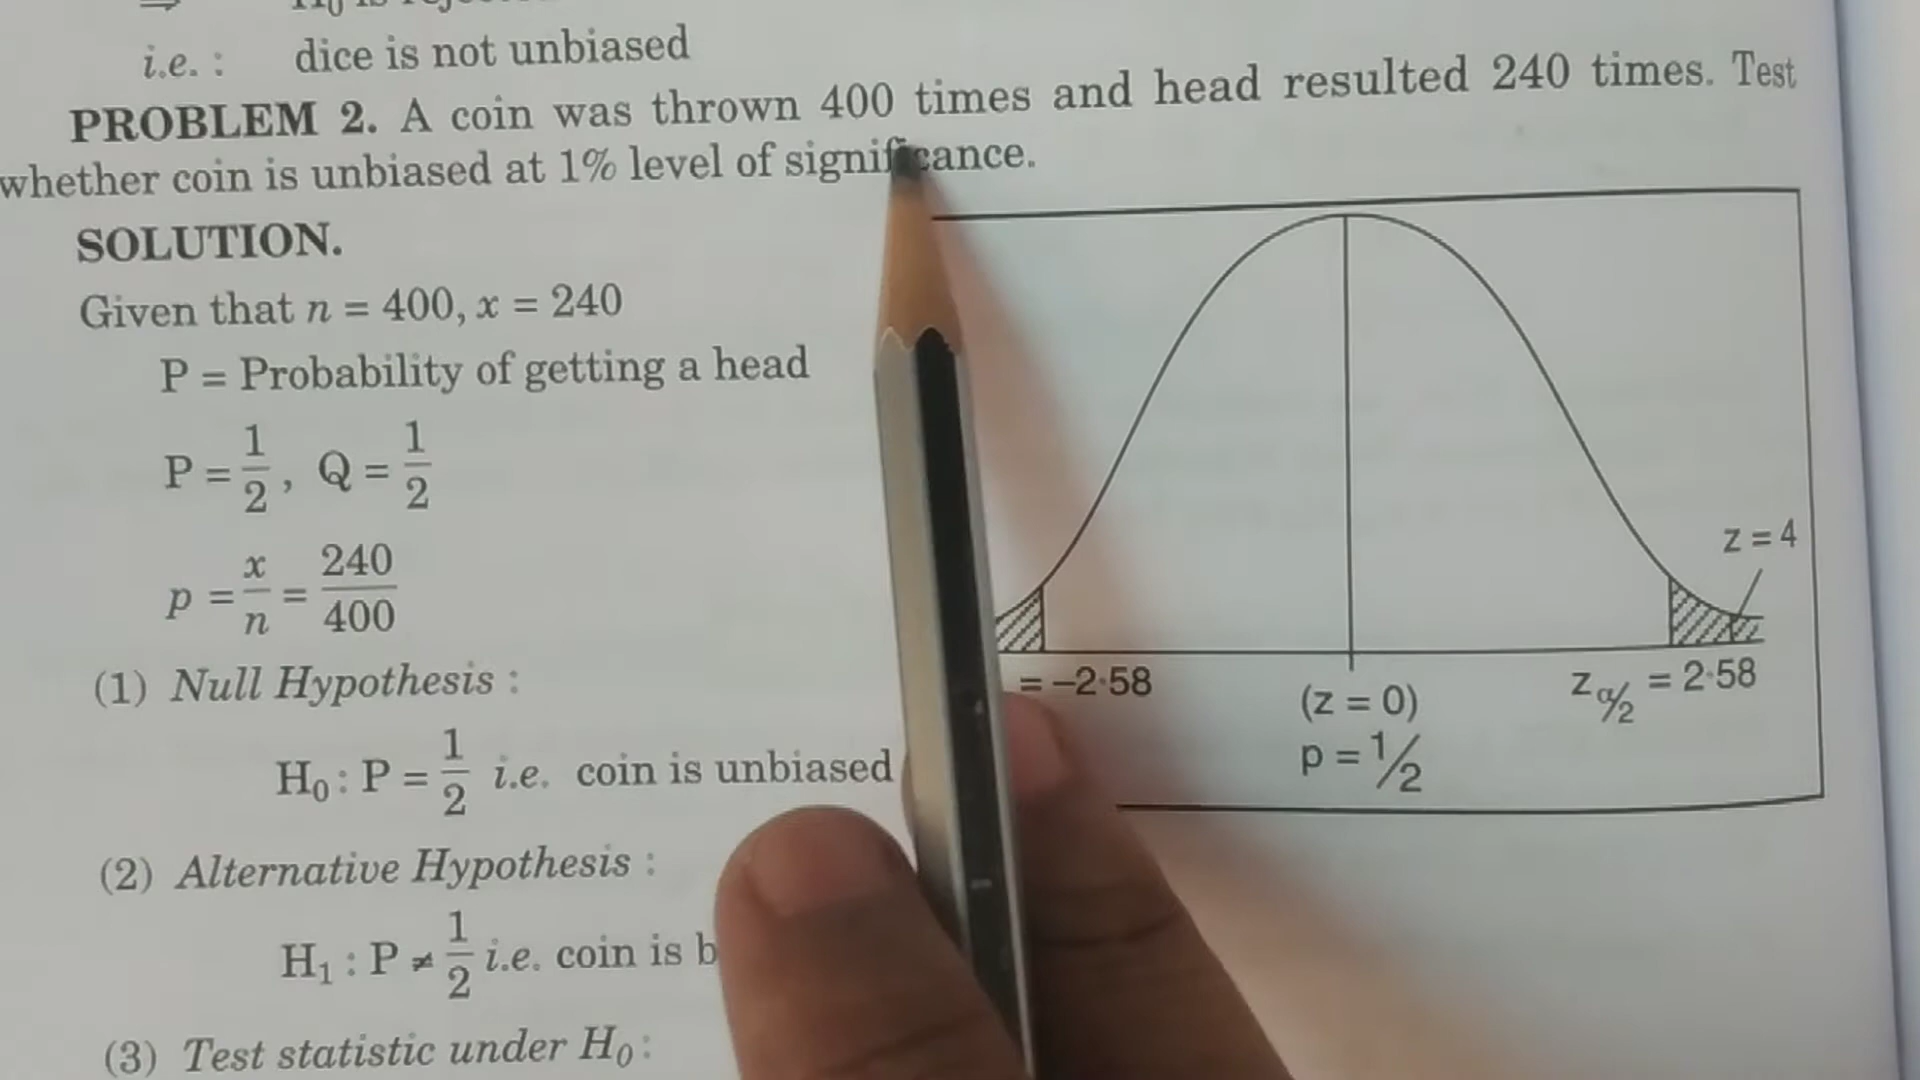 i.e. : dice is not unbiased
PROBLEM 2. A coin was thrown 400 times and head resulted 240 times. Test
whether coin is unbiased at 1% level of significance.
SOLUTION.
Given that n = 400, x = 240
P = Probability of getting a head
P = 1/2 , Q = 1/2
p = x/n = 240/400
(1) Null Hypothesis :
H₀ : P = 1/2 i.e. coin is unbiased
(2) Alternative Hypothesis :
H₁ : P ≠ 1/2 i.e. coin is b
(3) Test statistic under H₀ :
z = 4
= –2·58
(z = 0)
p = 1/2
z α/2 = 2·58